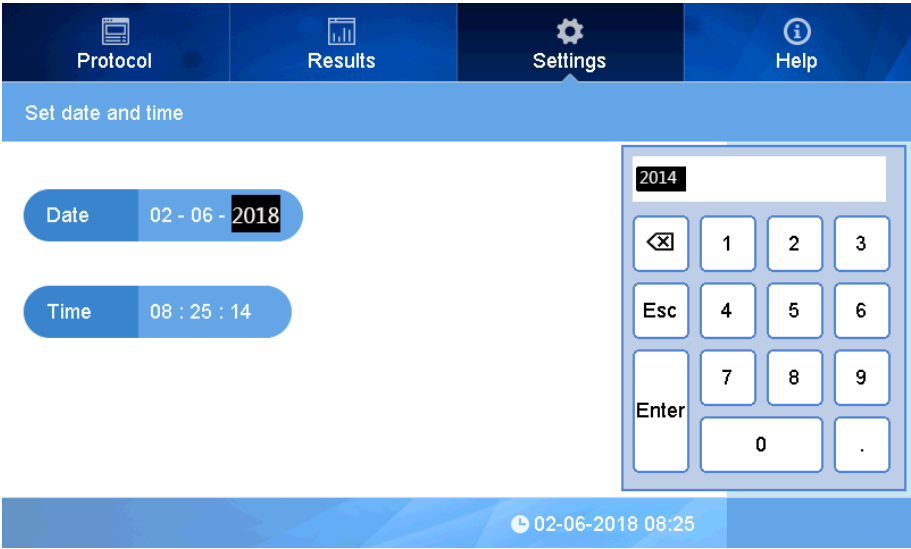 Protocol Results Settings Help
Set date and time
2014
Date 02 - 06 - 2018
1 2 3
Time 08 : 25 : 14
Esc 4 5 6
7 8 9
Enter
0 .
02-06-2018 08:25